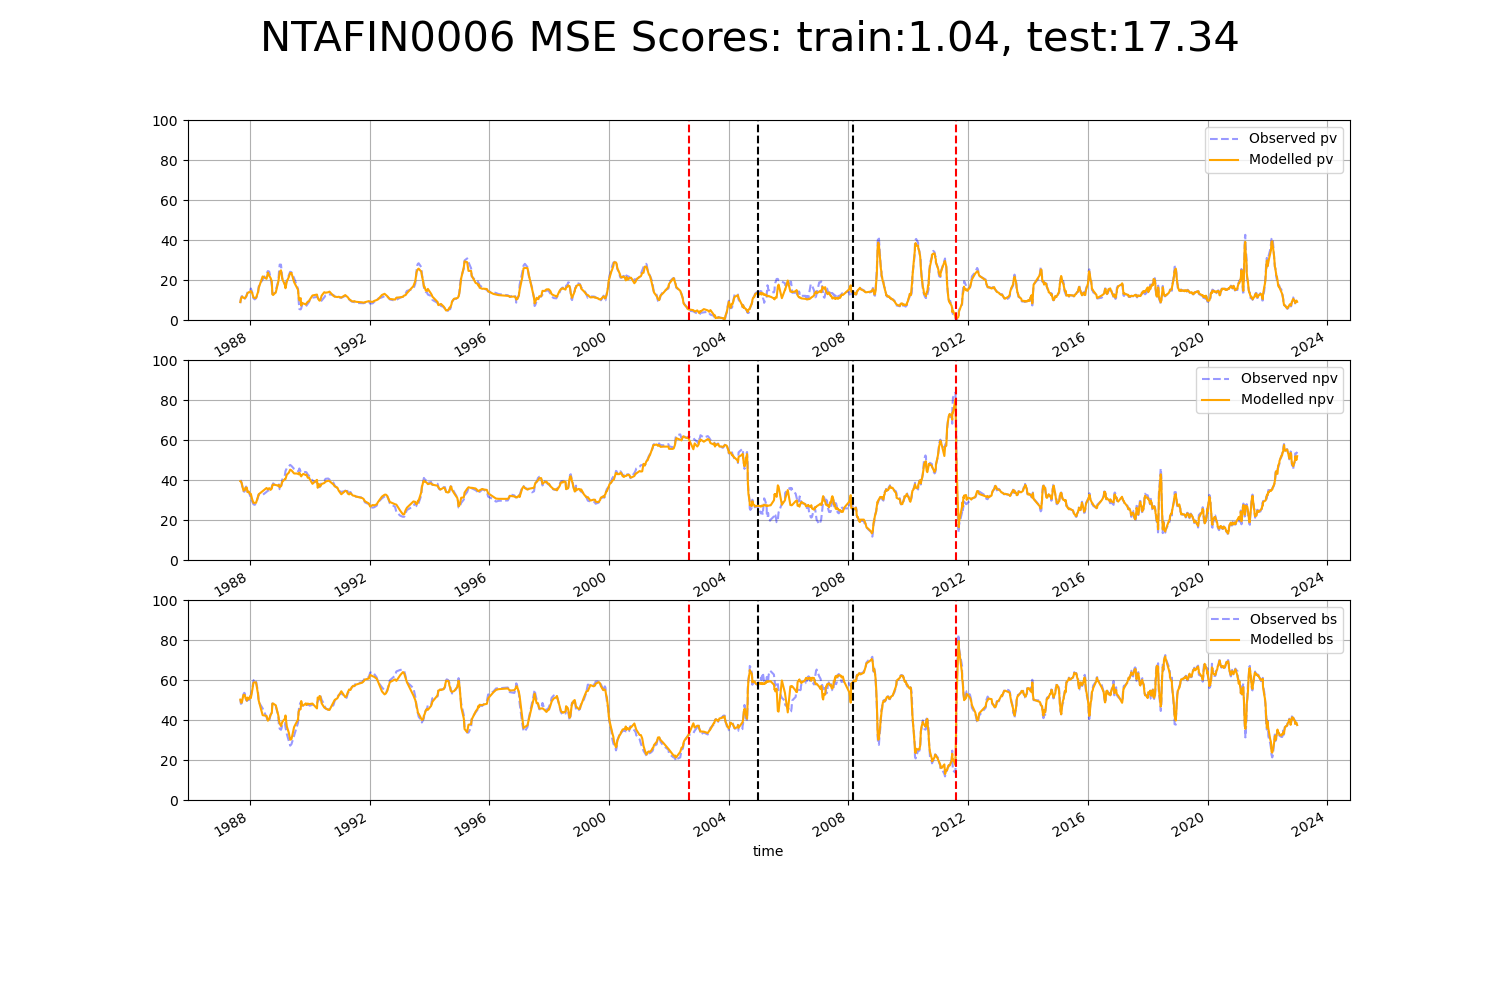 NTAFIN0006 MSE Scores: train:1.04, test:17.34
100
80
60
40
20
0
Observed pv
Modelled pv
1988 1992 1996 2000 2004 2008 2012 2016 2020 2024
100
80
60
40
20
0
Observed npv
Modelled npv
1988 1992 1996 2000 2004 2008 2012 2016 2020 2024
100
80
60
40
20
0
Observed bs
Modelled bs
1988 1992 1996 2000 2004 2008 2012 2016 2020 2024
time